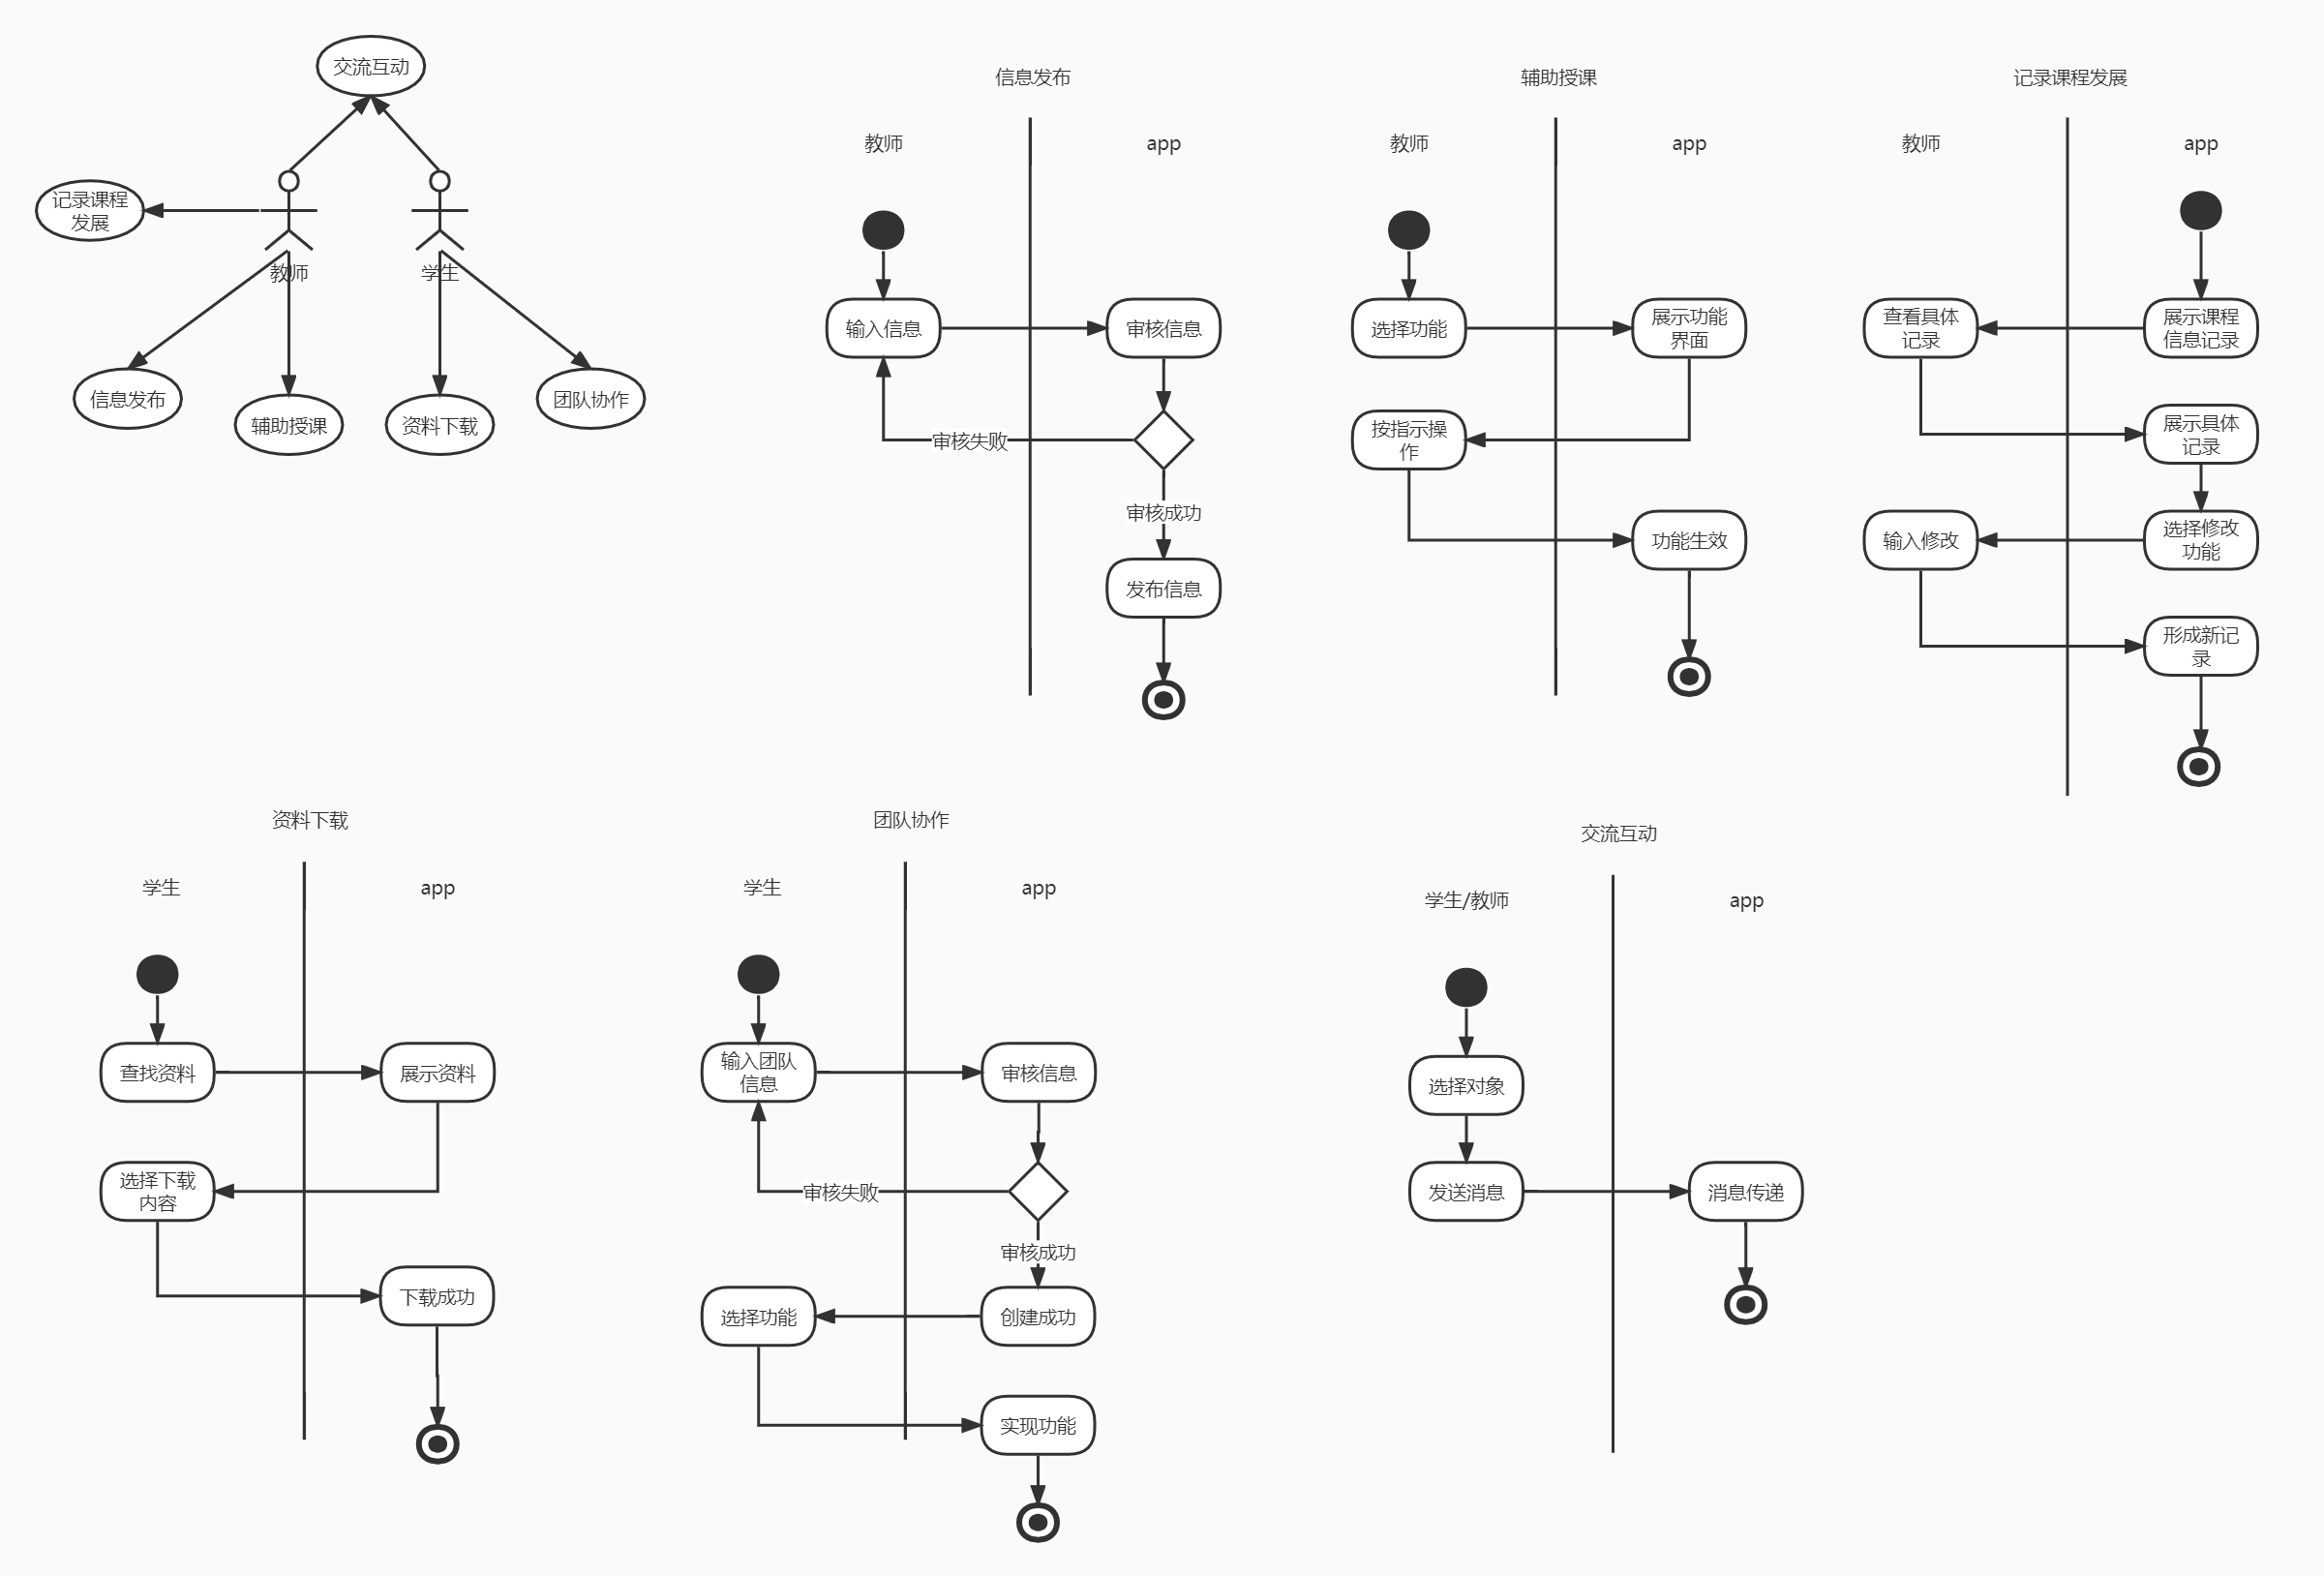 交流互动
记录课程
发展
教师
学生
信息发布
辅助授课
资料下载
团队协作
信息发布
教师
app
输入信息
审核信息
审核失败
审核成功
发布信息
辅助授课
教师
app
选择功能
展示功能
界面
按指示操
作
功能生效
记录课程发展
教师
app
查看具体
记录
展示课程
信息记录
展示具体
记录
输入修改
选择修改
功能
形成新记
录
资料下载
学生
app
查找资料
展示资料
选择下载
内容
下载成功
团队协作
学生
app
输入团队
信息
审核信息
审核失败
审核成功
选择功能
创建成功
实现功能
交流互动
学生/教师
app
选择对象
发送消息
消息传递